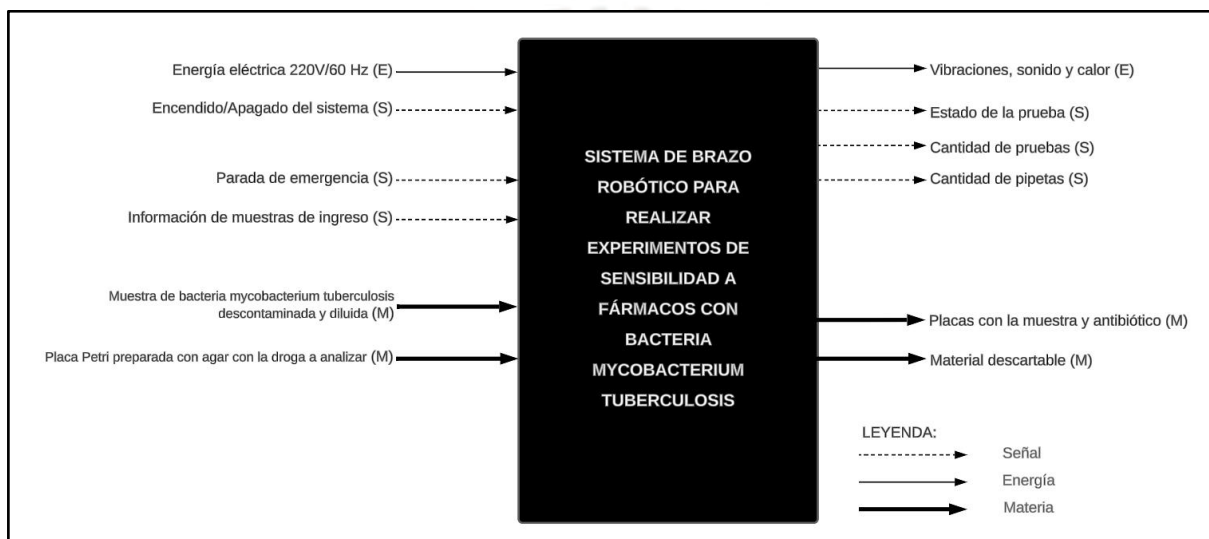 Energía eléctrica 220V/60 Hz (E)
Encendido/Apagado del sistema (S)
Parada de emergencia (S)
Información de muestras de ingreso (S)
Muestra de bacteria mycobacterium tuberculosis
descontaminada y diluida (M)
Placa Petri preparada con agar con la droga a analizar (M)
SISTEMA DE BRAZO
ROBÓTICO PARA
REALIZAR
EXPERIMENTOS DE
SENSIBILIDAD A
FÁRMACOS CON
BACTERIA
MYCOBACTERIUM
TUBERCULOSIS
Vibraciones, sonido y calor (E)
Estado de la prueba (S)
Cantidad de pruebas (S)
Cantidad de pipetas (S)
Placas con la muestra y antibiótico (M)
Material descartable (M)
LEYENDA:
Señal
Energía
Materia